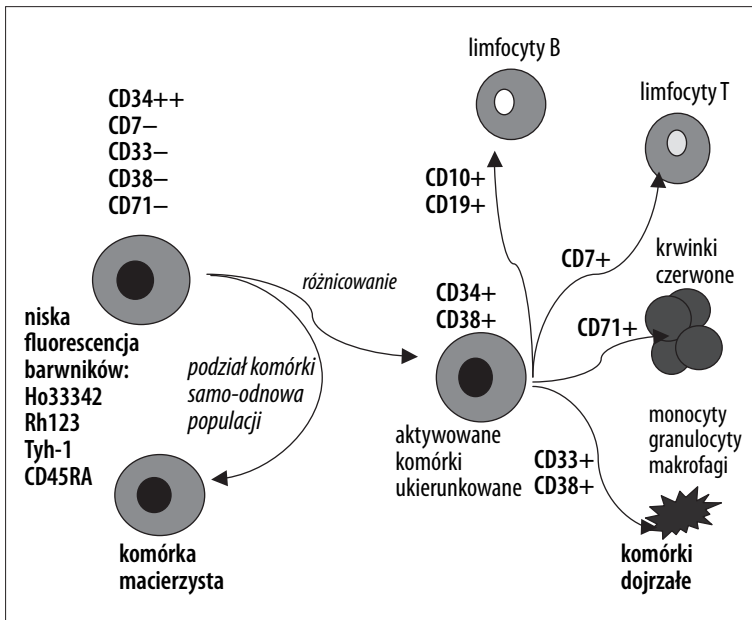 CD34++
CD7–
CD33–
CD38–
CD71–
niska
fluorescencja
barwników:
Ho33342
Rh123
Tyh-1
CD45RA
różnicowanie
podział komórki
samo-odnowa
populacji
komórka
macierzysta
limfocyty B
CD10+
CD19+
limfocyty T
CD7+
CD34+
CD38+
aktywowane
komórki
ukierunkowane
krwinki
czerwone
CD71+
monocyty
granulocyty
makrofagi
CD33+
CD38+
komórki
dojrzałe